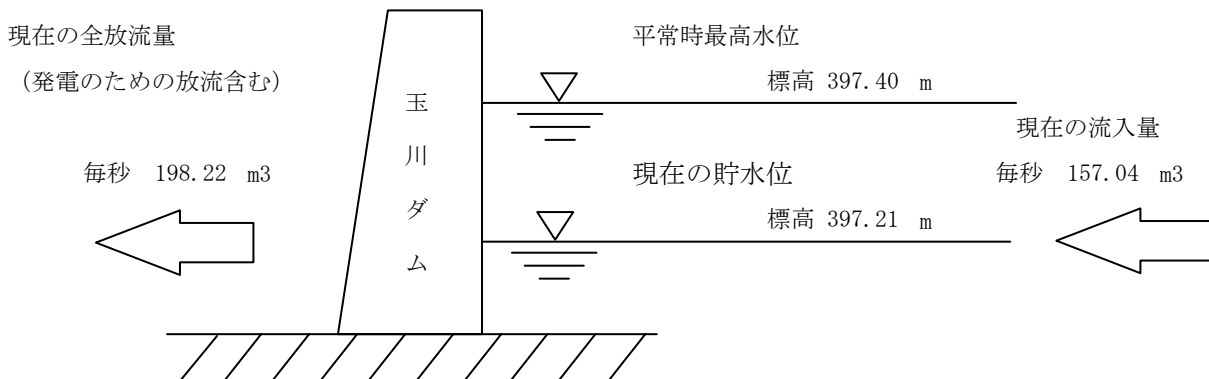 現在の全放流量
（発電のための放流含む）
毎秒　198.22　m3
玉川ダム
平常時最高水位
標高 397.40　m
現在の貯水位
標高 397.21　m
現在の流入量
毎秒　157.04　m3